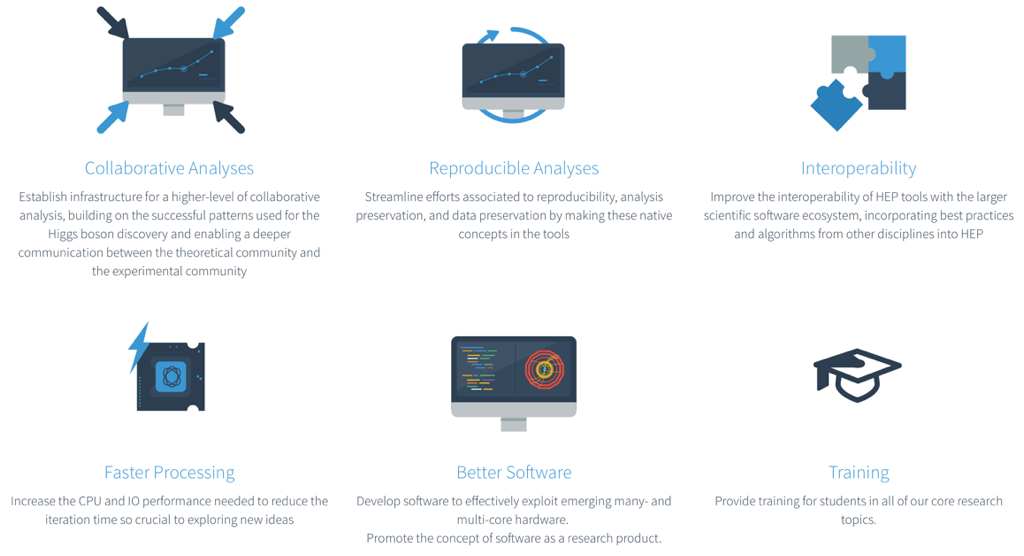 Collaborative Analyses
Establish infrastructure for a higher-level of collaborative
analysis, building on the successful patterns used for the
Higgs boson discovery and enabling a deeper
communication between the theoretical community and
the experimental community
Reproducible Analyses
Streamline efforts associated to reproducibility, analysis
preservation, and data preservation by making these native
concepts in the tools
Interoperability
Improve the interoperability of HEP tools with the larger
scientific software ecosystem, incorporating best practices
and algorithms from other disciplines into HEP
Faster Processing
Increase the CPU and IO performance needed to reduce the
iteration time so crucial to exploring new ideas
Better Software
Develop software to effectively exploit emerging many- and
multi-core hardware.
Promote the concept of software as a research product.
Training
Provide training for students in all of our core research
topics.